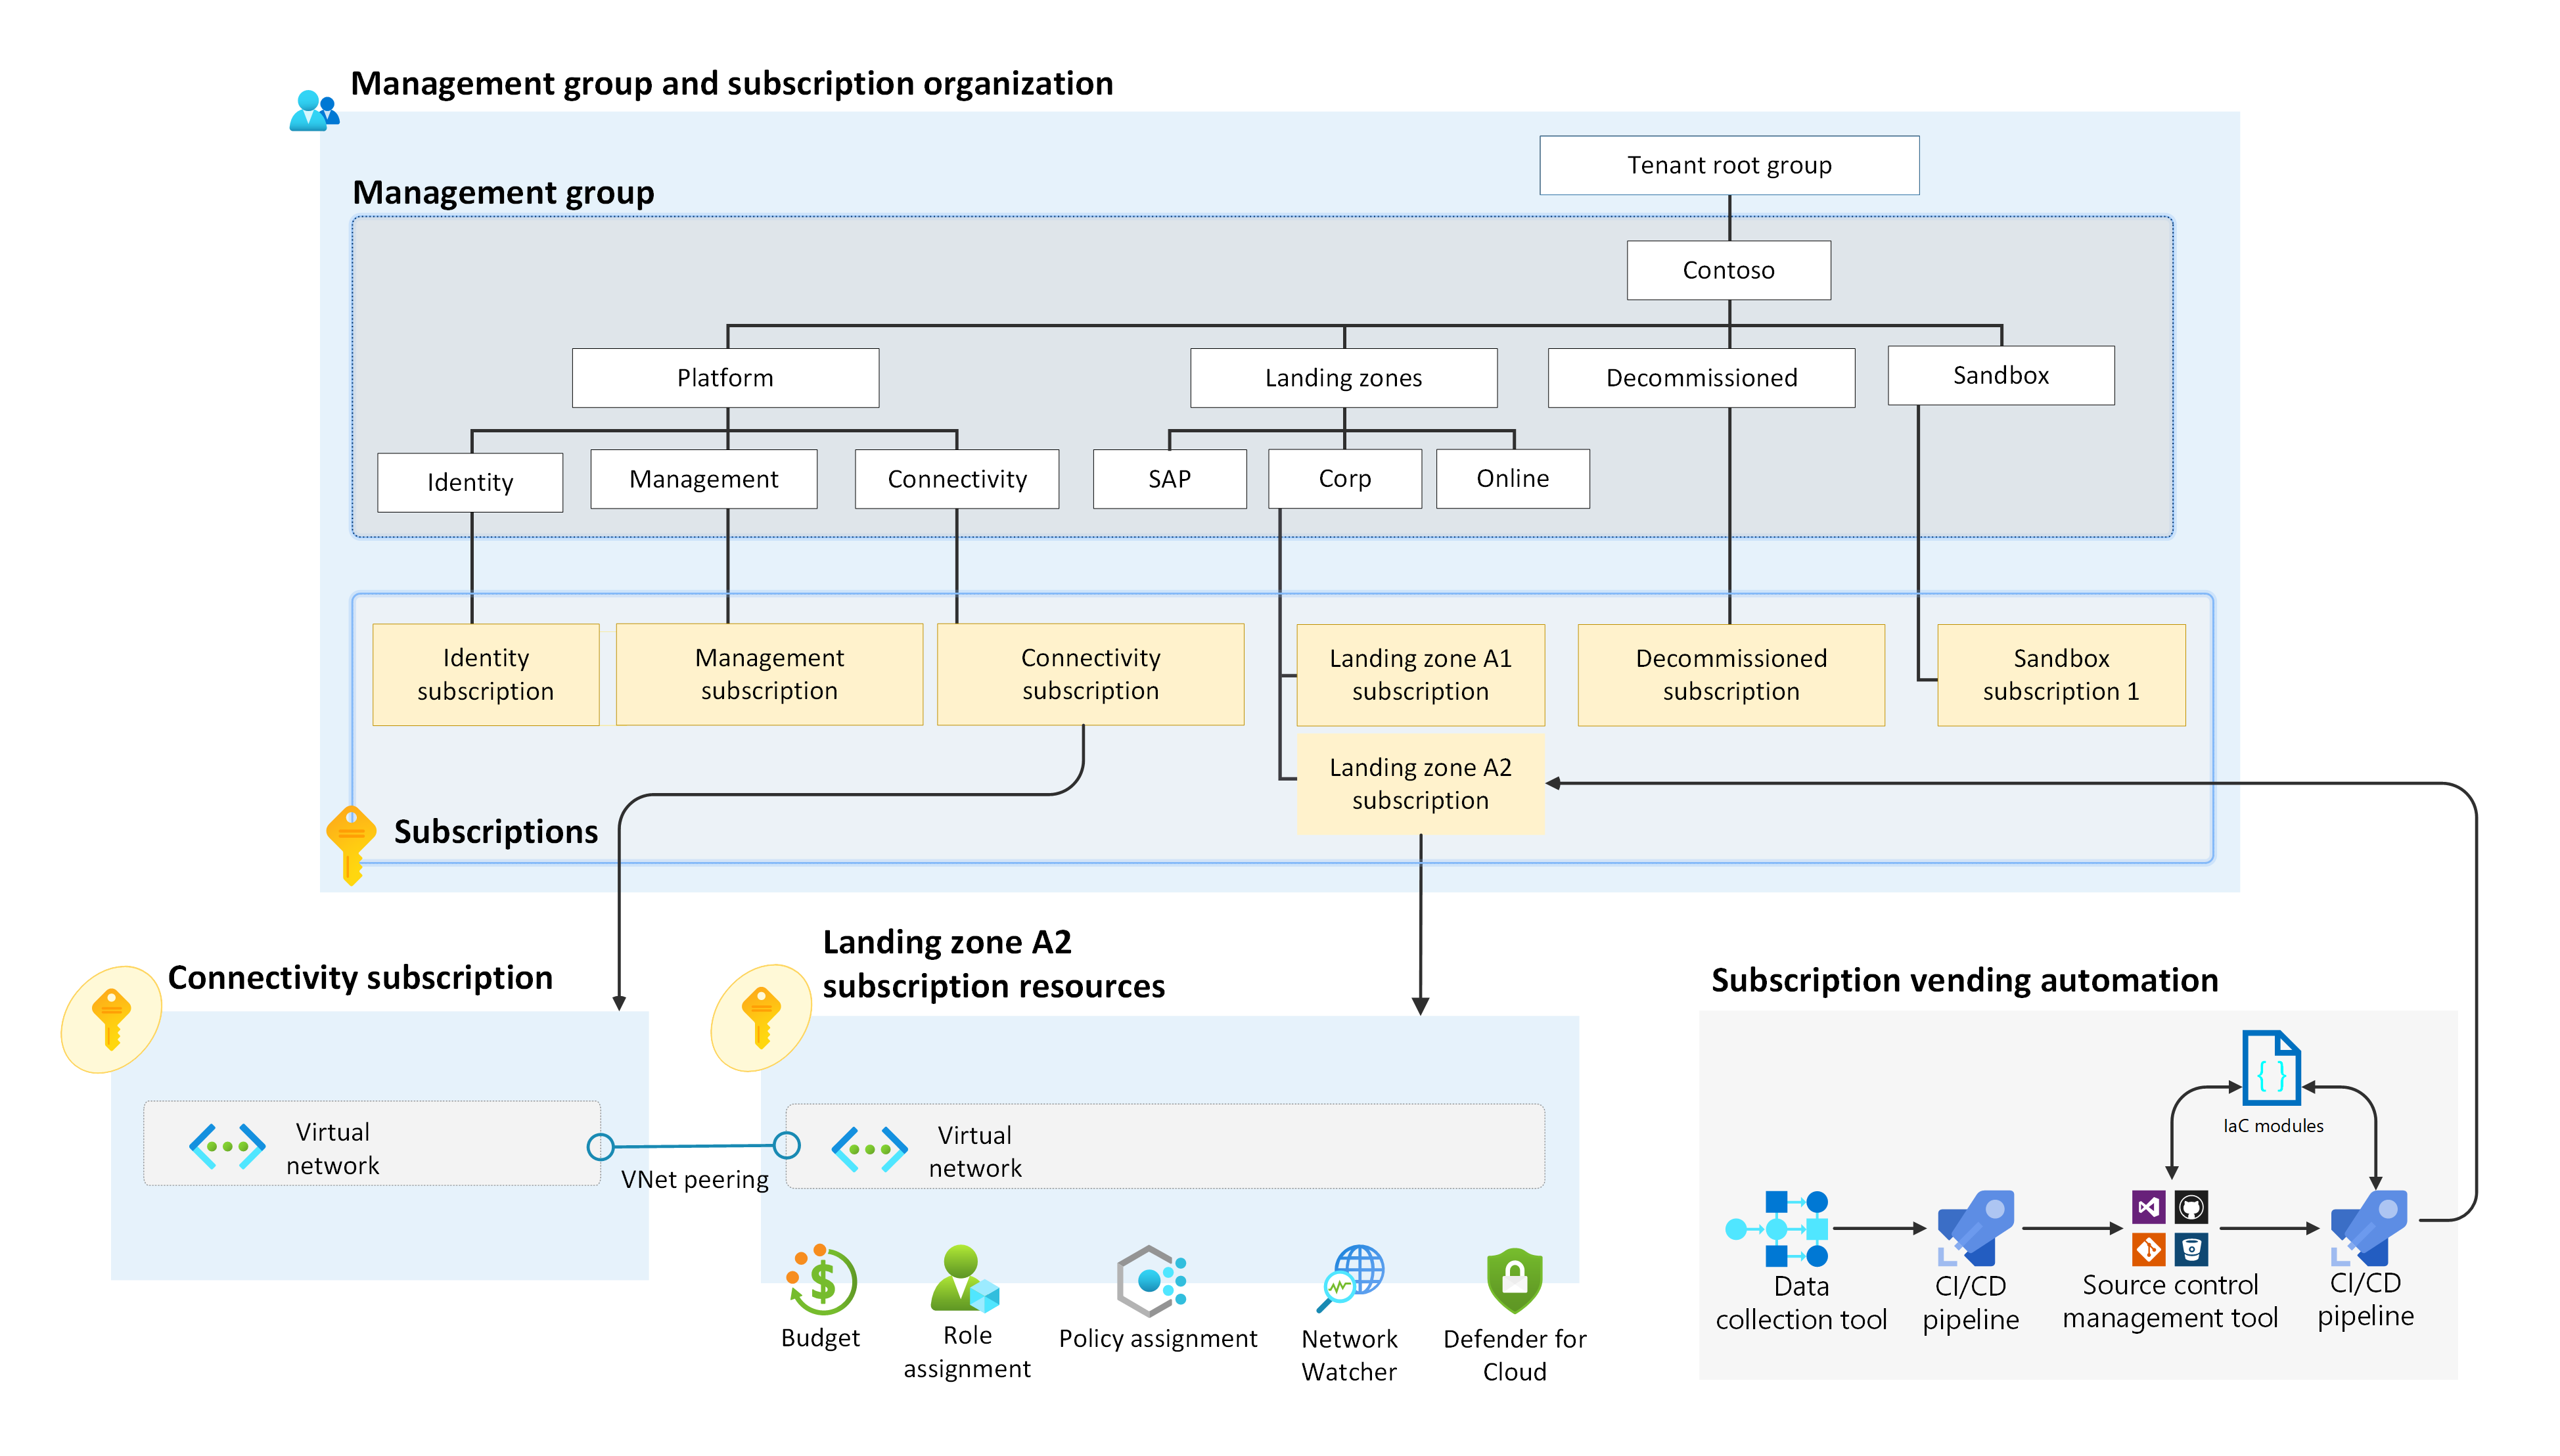 Management group and subscription organization
Tenant root group
Management group
Contoso
Platform
Landing zones
Decommissioned
Sandbox
Identity
Management
Connectivity
SAP
Corp
Online
Identity
subscription
Management
subscription
Connectivity
subscription
Landing zone A1
subscription
Decommissioned
subscription
Sandbox
subscription 1
Landing zone A2
subscription
Subscriptions
Connectivity subscription
Landing zone A2
subscription resources
Subscription vending automation
Virtual
network
VNet peering
Virtual
network
IaC modules
Budget
Role
assignment
Policy assignment
Network
Watcher
Defender for
Cloud
Data
collection tool
CI/CD
pipeline
Source control
management tool
CI/CD
pipeline